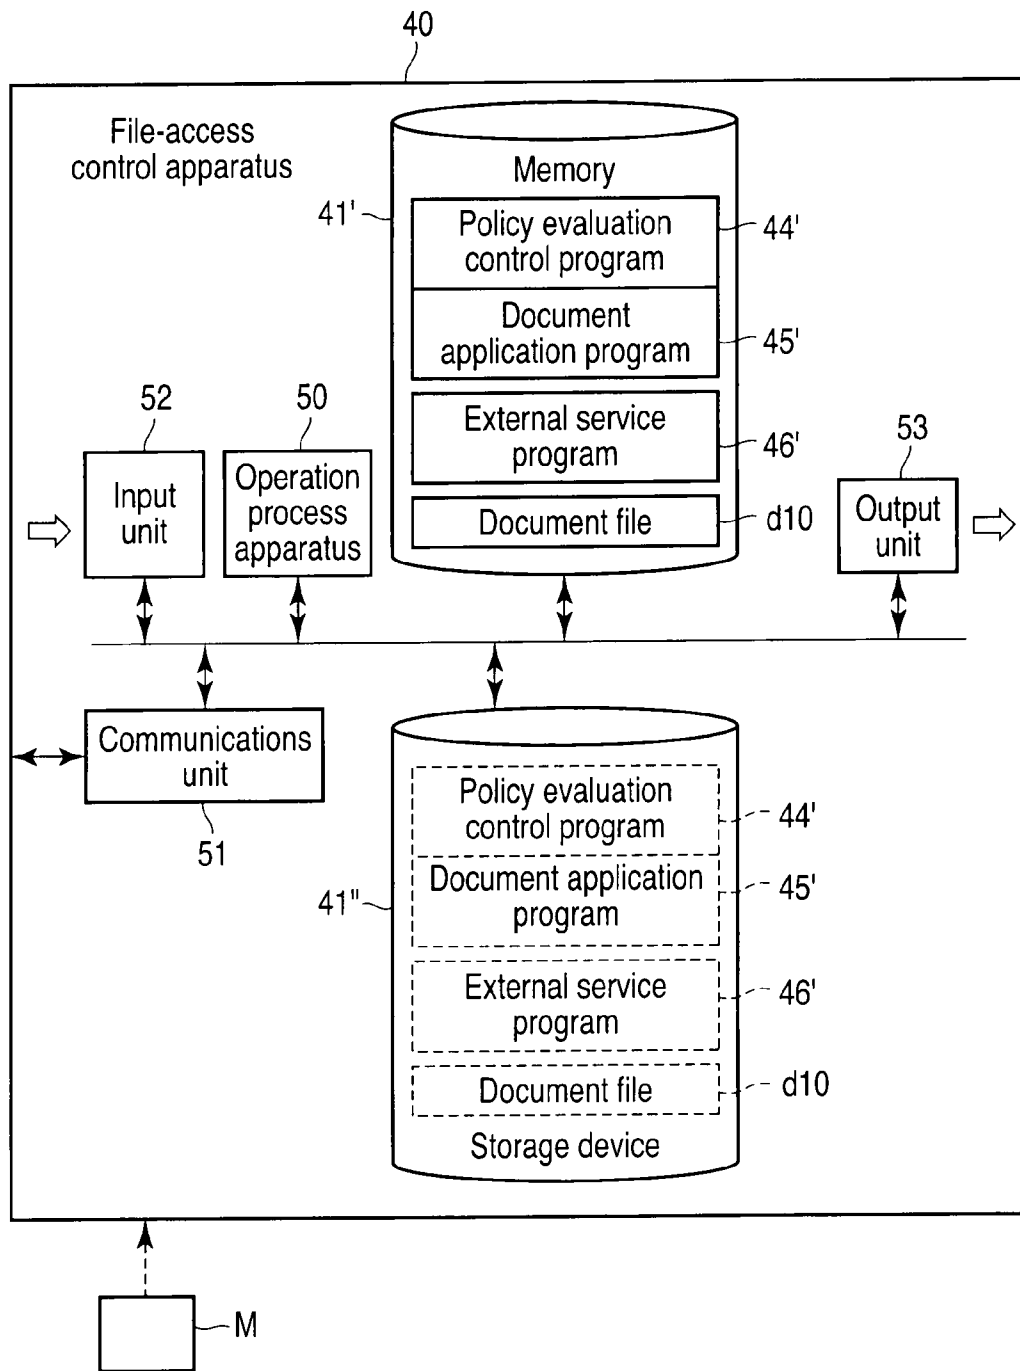 40
File-access
control apparatus
Memory
41'
Policy evaluation
control program
44'
Document
application program
45'
External service
program
46'
Document file
d10
52
Input
unit
50
Operation
process
apparatus
53
Output
unit
Communications
unit
51
41"
Policy evaluation
control program
44'
Document application
program
45'
External service
program
46'
Document file
d10
Storage device
M